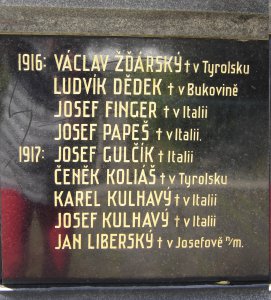 1916: VÁCLAV ŽĎÁRSKÝ † v Tyrolsku
LUDVÍK DĚDEK † v Bukovině
JOSEF FINGER † v Italii
JOSEF PAPEŠ † v Italii.
1917: JOSEF GULČÍK † Italii
ČENĚK KOLIÁŠ † v Tyrolsku
KAREL KULHAVÝ † v Italii
JOSEF KULHAVÝ † v Italii
JAN LIBERSKÝ † v Josefově n/m.